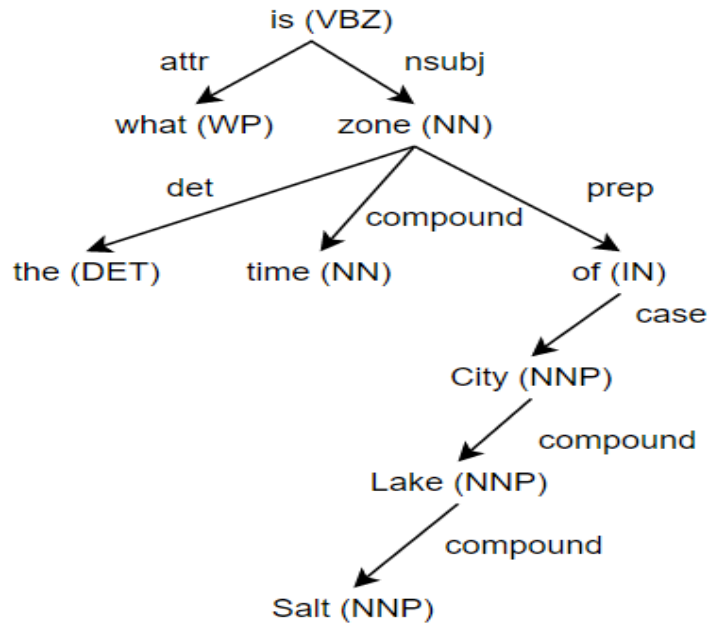 is (VBZ)
attr nsubj
what (WP) zone (NN)
det compound prep
the (DET) time (NN) of (IN)
case
City (NNP)
compound
Lake (NNP)
compound
Salt (NNP)